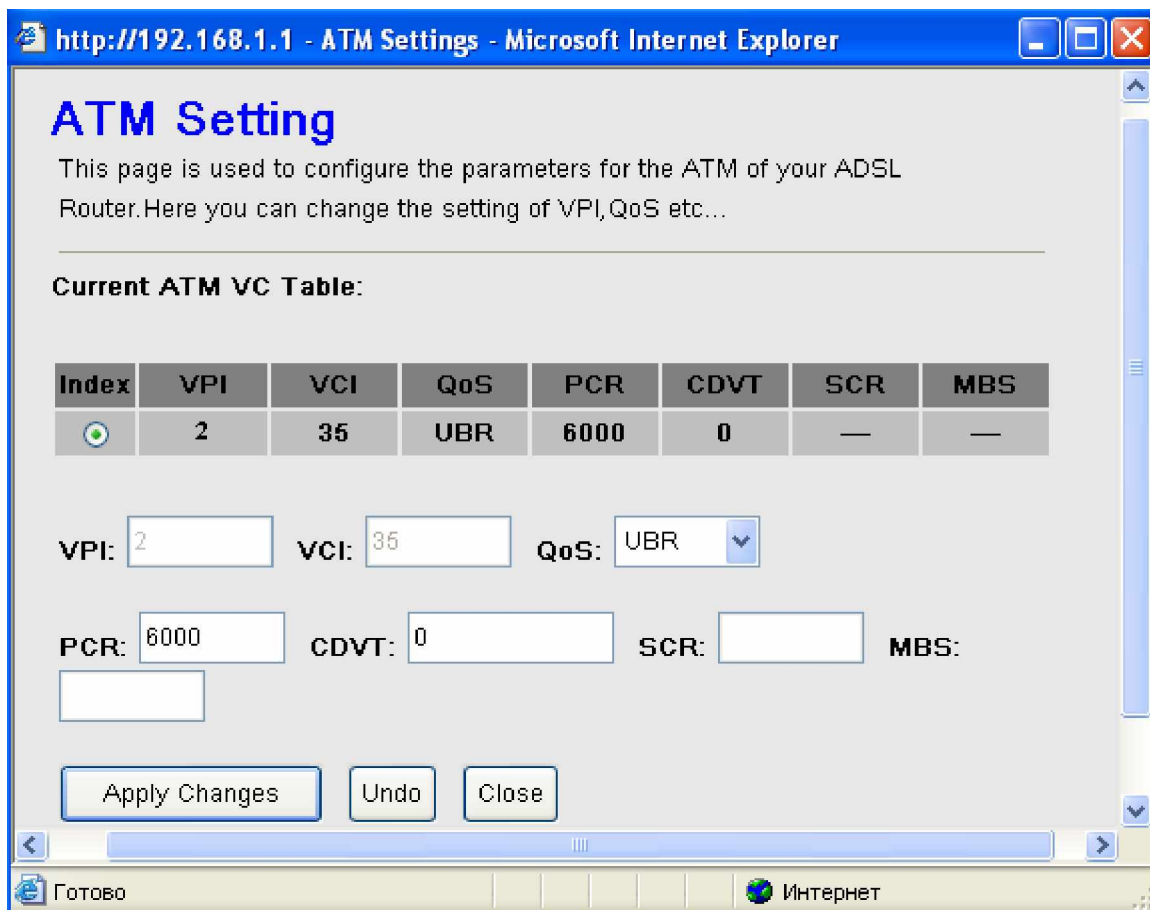 http://192.168.1.1 - ATM Settings - Microsoft Internet Explorer
ATM Setting
This page is used to configure the parameters for the ATM of your ADSL
Router.Here you can change the setting of VPI,QoS etc...
Current ATM VC Table:
Index VPI VCI QoS PCR CDVT SCR MBS
2 35 UBR 6000 0 — —
VPI: 2 VCI: 35 QoS: UBR
PCR: 6000 CDVT: 0 SCR: MBS:
Apply Changes Undo Close
Готово Интернет